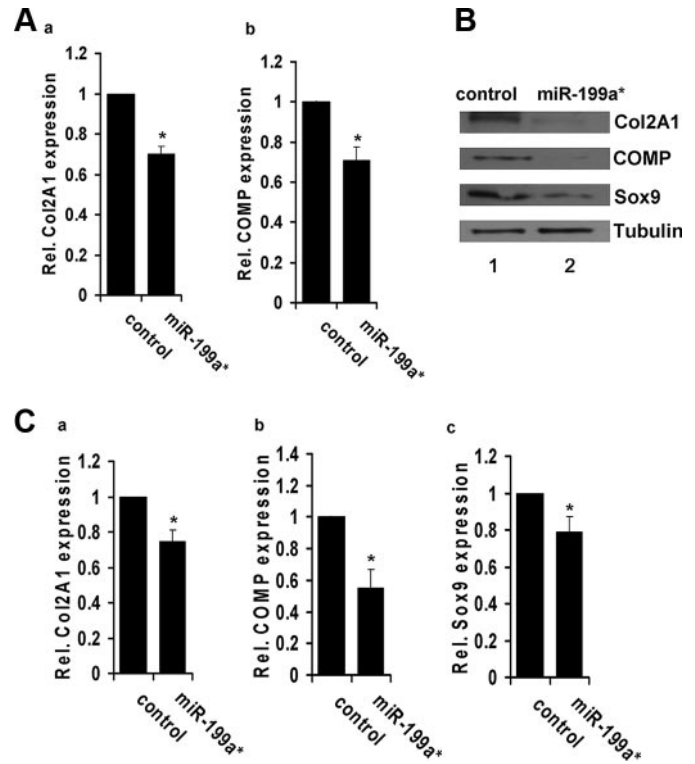 A
a
Rel. Col2A1 expression
1.2
1
0.8
0.6
0.4
0.2
0
*
control
miR-199a*
b
Rel. COMP expression
1.2
1
0.8
0.6
0.4
0.2
0
*
control
miR-199a*
B
control miR-199a*
Col2A1
COMP
Sox9
Tubulin
1 2
C
a
Rel. Col2A1 expression
1.2
1
0.8
0.6
0.4
0.2
0
*
control
miR-199a*
b
Rel. COMP expression
1.4
1.2
1
0.8
0.6
0.4
0.2
0
*
control
miR-199a*
c
Rel. Sox9 expression
1.2
1
0.8
0.6
0.4
0.2
0
*
control
miR-199a*